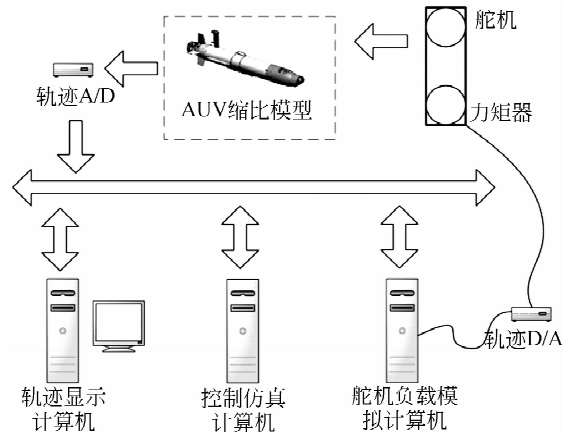 舵机
轨迹A/D
AUV缩比模型
力矩器
轨迹D/A
轨迹显示
计算机
控制仿真
计算机
舵机负载模
拟计算机